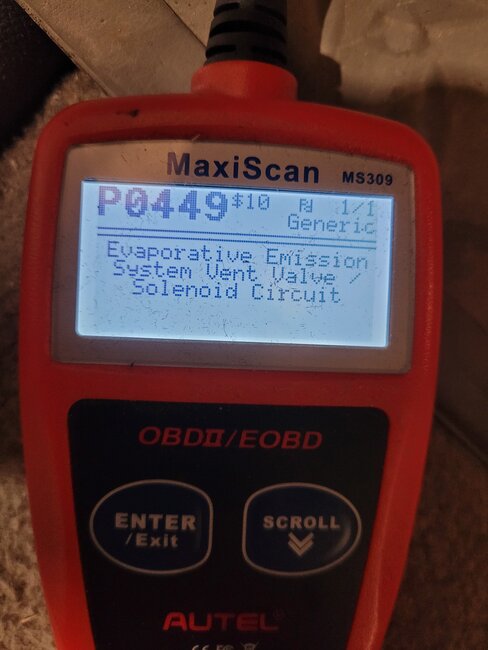 MaxiScan MS309
P0449 $10 1/1
Generic
Evaporative Emission
System Vent Valve /
Solenoid Circuit
OBDII/EOBD
ENTER
/Exit
SCROLL
AUTEL